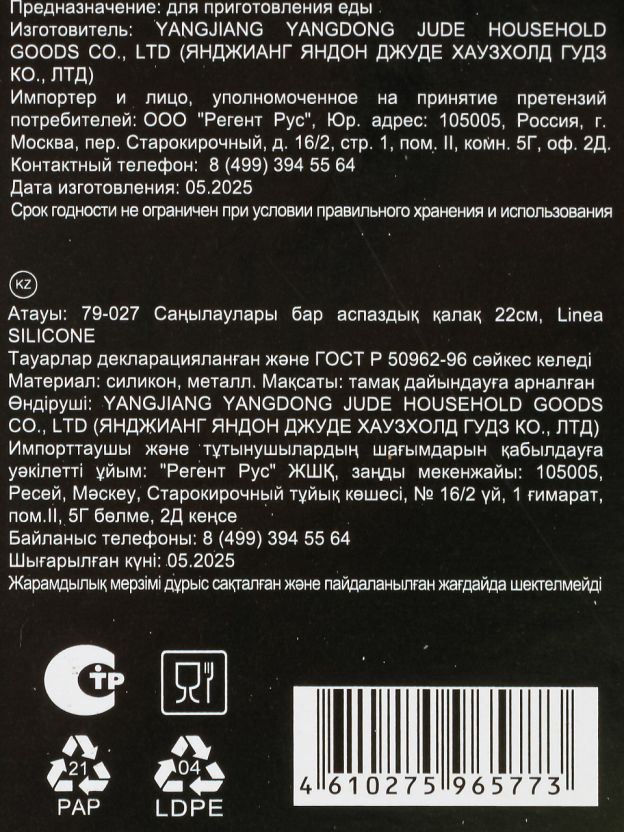 Предназначение: для приготовления еды
Изготовитель: YANGJIANG YANGDONG JUDE HOUSEHOLD
GOODS CO., LTD (ЯНДЖИАНГ ЯНДОН ДЖУДЕ ХАУЗХОЛД ГУДЗ
КО., ЛТД)
Импортер и лицо, уполномоченное на принятие претензий
потребителей: ООО "Регент Рус", Юр. адрес: 105005, Россия, г.
Москва, пер. Старокирочный, д. 16/2, стр. 1, пом. II, комн. 5Г, оф. 2Д.
Контактный телефон: 8 (499) 394 55 64
Дата изготовления: 05.2025
Срок годности не ограничен при условии правильного хранения и использования
KZ
Атауы: 79-027 Саңылаулары бар аспаздық қалақ 22см, Linea
SILICONE
Тауарлар декларацияланған және ГОСТ Р 50962-96 сәйкес келеді
Материал: силикон, металл. Мақсаты: тамақ дайындауға арналған
Өндіруші: YANGJIANG YANGDONG JUDE HOUSEHOLD GOODS
CO., LTD (ЯНДЖИАНГ ЯНДОН ДЖУДЕ ХАУЗХОЛД ГУДЗ КО., ЛТД)
Импорттаушы және тұтынушылардың шағымдарын қабылдауға
уәкілетті ұйым: "Регент Рус" ЖШҚ, заңды мекенжайы: 105005,
Ресей, Мәскеу, Старокирочный тұйық көшесі, № 16/2 үй, 1 ғимарат,
пом.II, 5Г бөлме, 2Д кеңсе
Байланыс телефоны: 8 (499) 394 55 64
Шығарылған күні: 05.2025
Жарамдылық мерзімі дұрыс сақталған және пайдаланылған жағдайда шектелмейді
СТР
21
PAP
04
LDPE
4 610275 965773